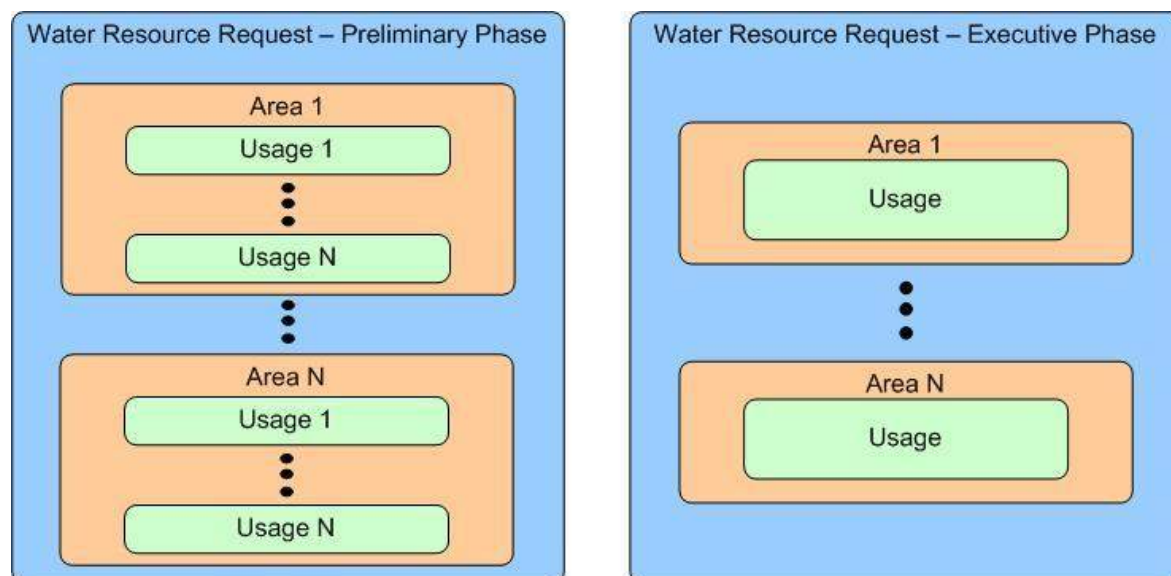 Water Resource Request – Preliminary Phase
Area 1
Usage 1
Usage N
Area N
Usage 1
Usage N
Water Resource Request – Executive Phase
Area 1
Usage
Area N
Usage